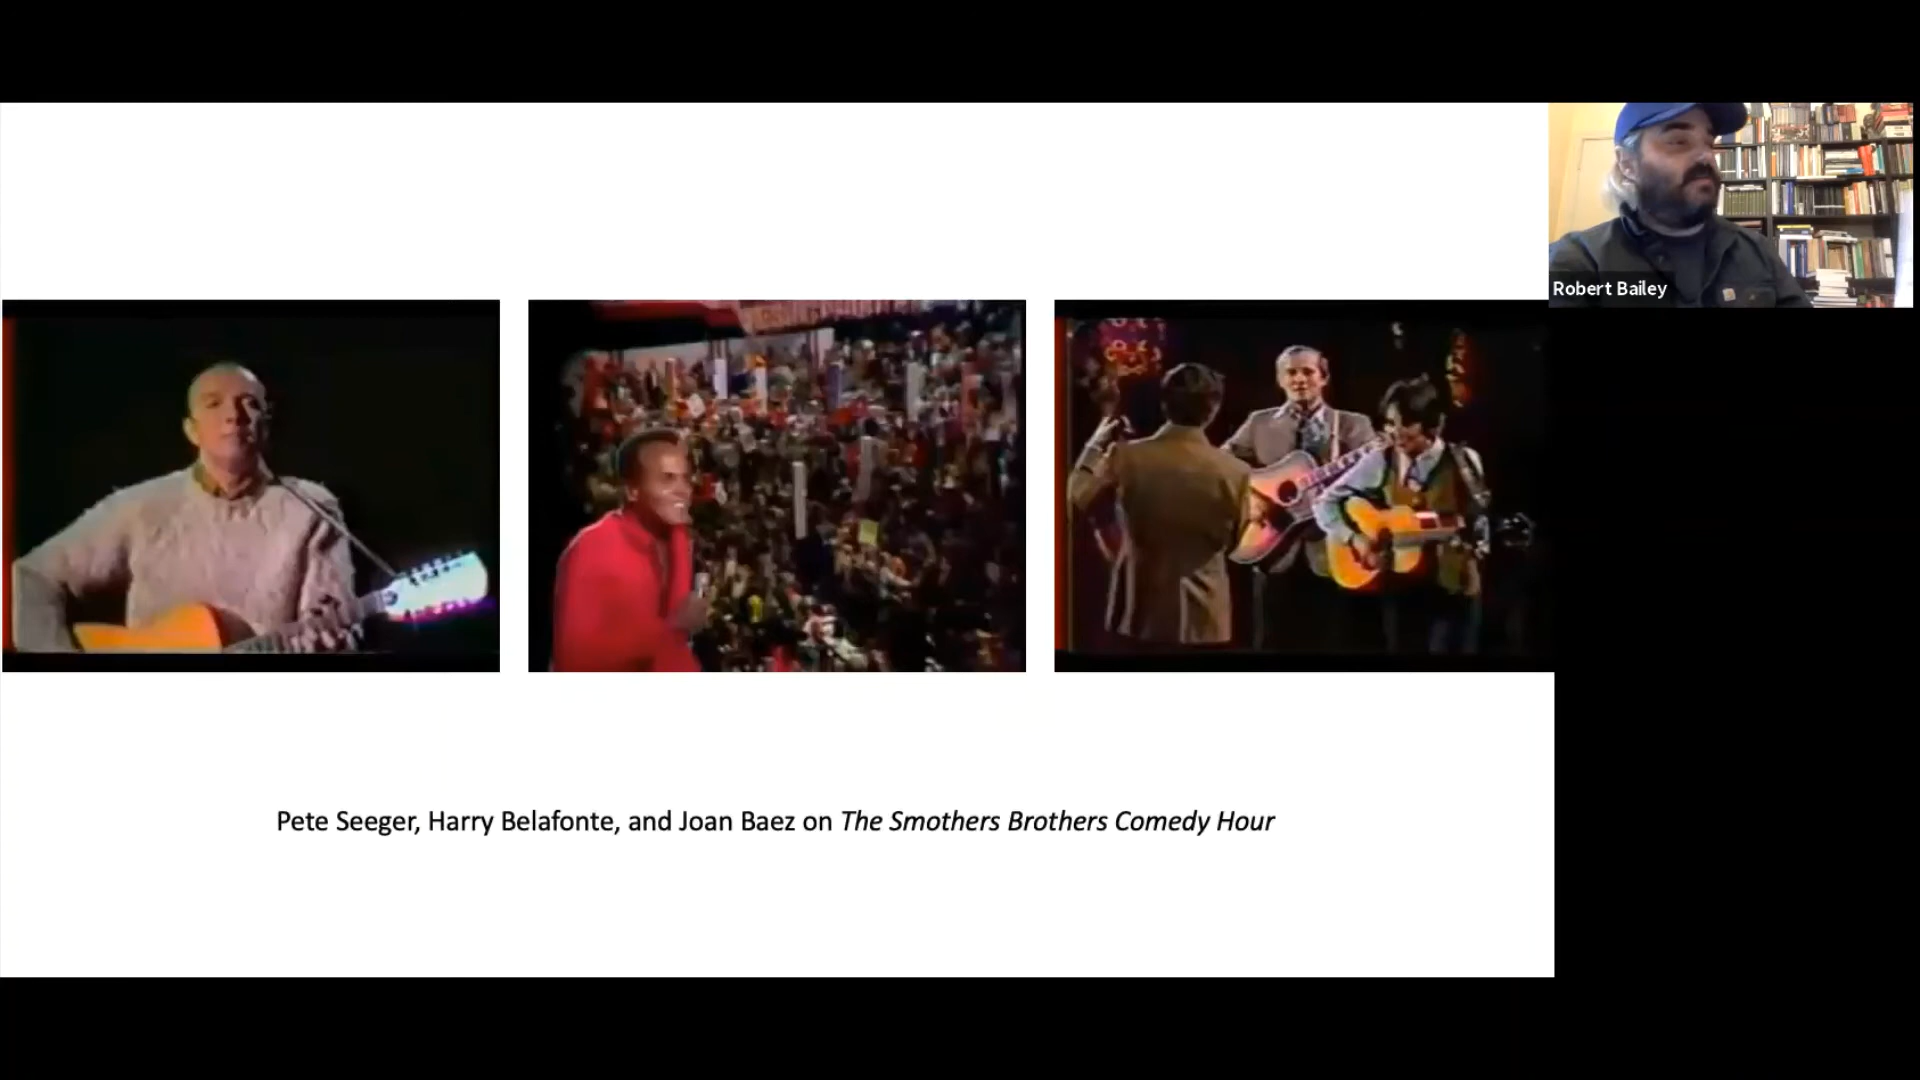 Robert Bailey
Pete Seeger, Harry Belafonte, and Joan Baez on The Smothers Brothers Comedy Hour